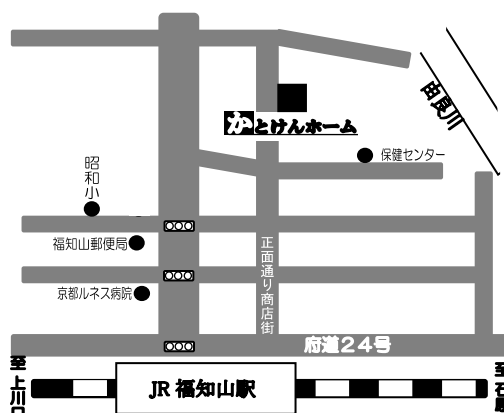 由良川
かとけんホーム
保健センター
昭和小
福知山郵便局
正面通り商店街
京都ルネス病院
府道24号
至上川口
JR 福知山駅
至石原